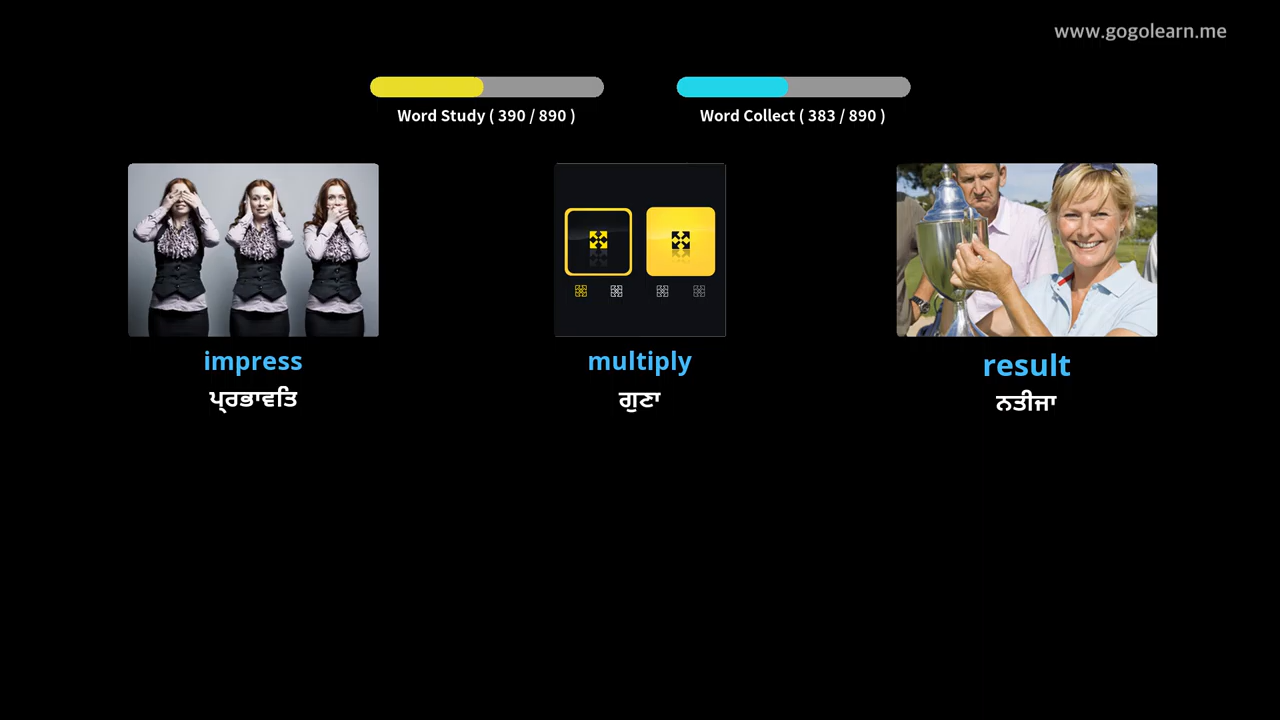 www.gogolearn.me
Word Study ( 390 / 890 )
Word Collect ( 383 / 890 )
impress
multiply
result
ਪ੍ਰਭਾਵਤਿ
ਗੁਣਾ
ਨਤੀਜਾ